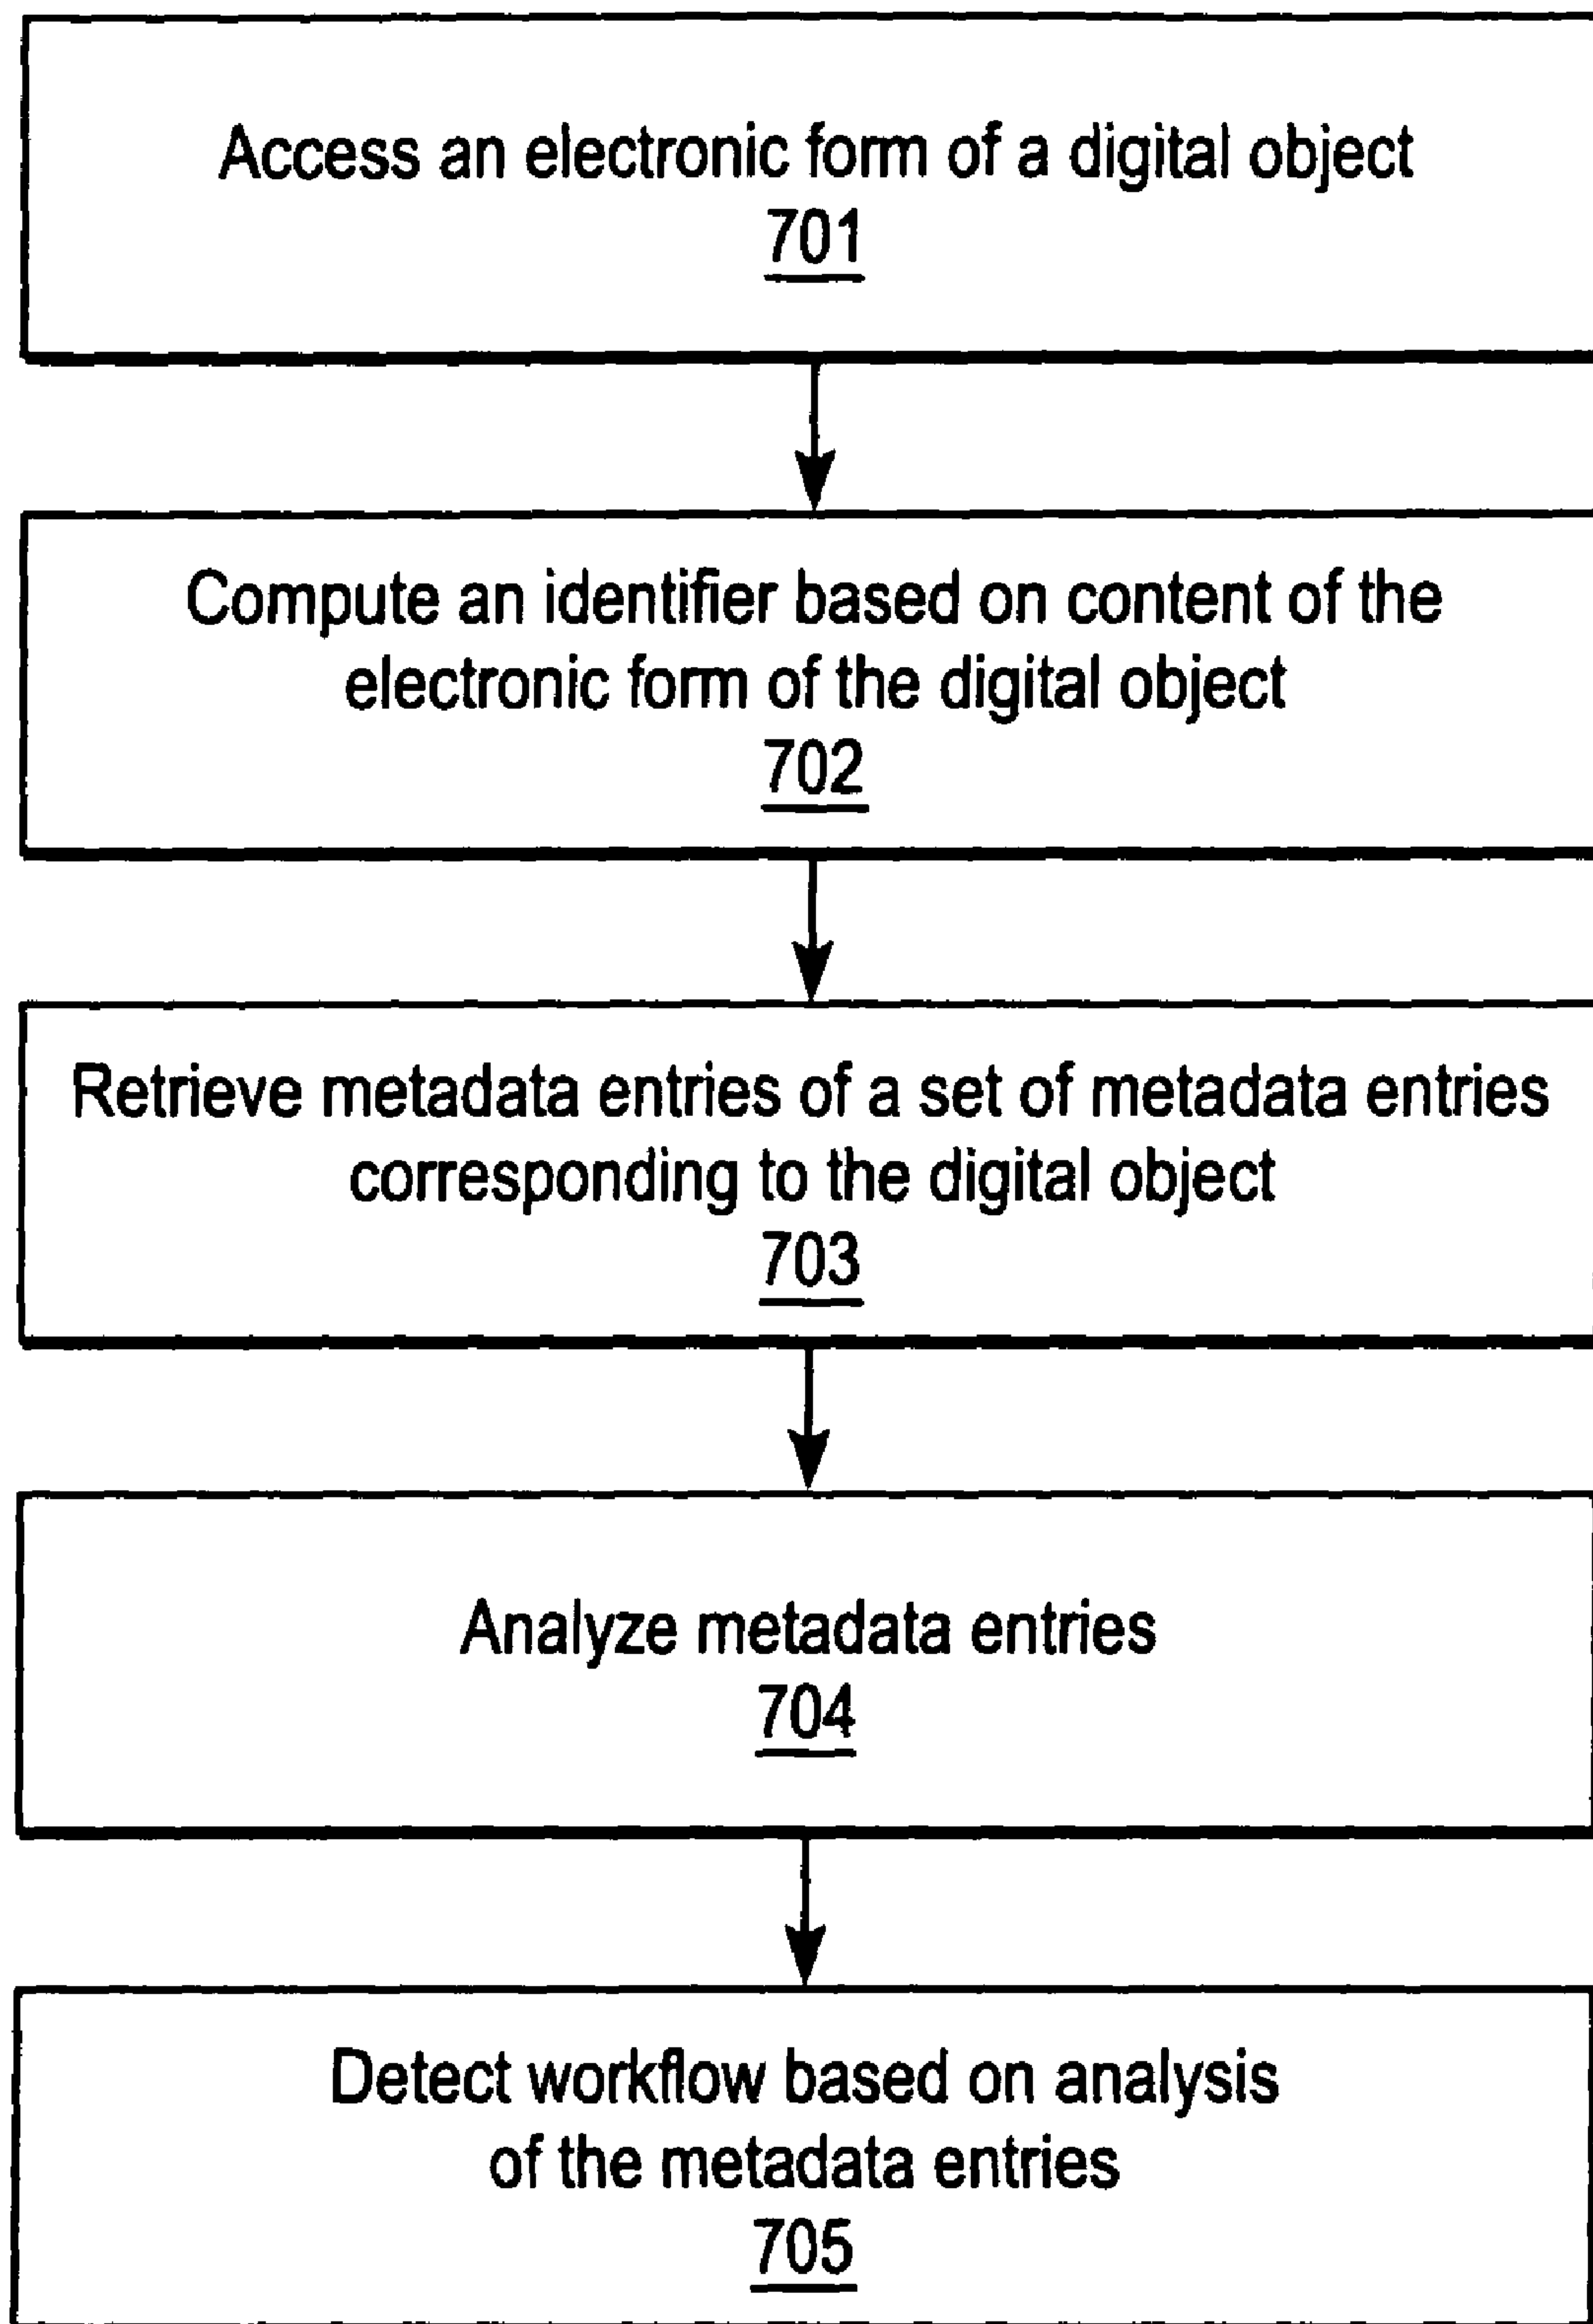 Access an electronic form of a digital object
701
Compute an identifier based on content of the
electronic form of the digital object
702
Retrieve metadata entries of a set of metadata entries
corresponding to the digital object
703
Analyze metadata entries
704
Detect workflow based on analysis
of the metadata entries
705